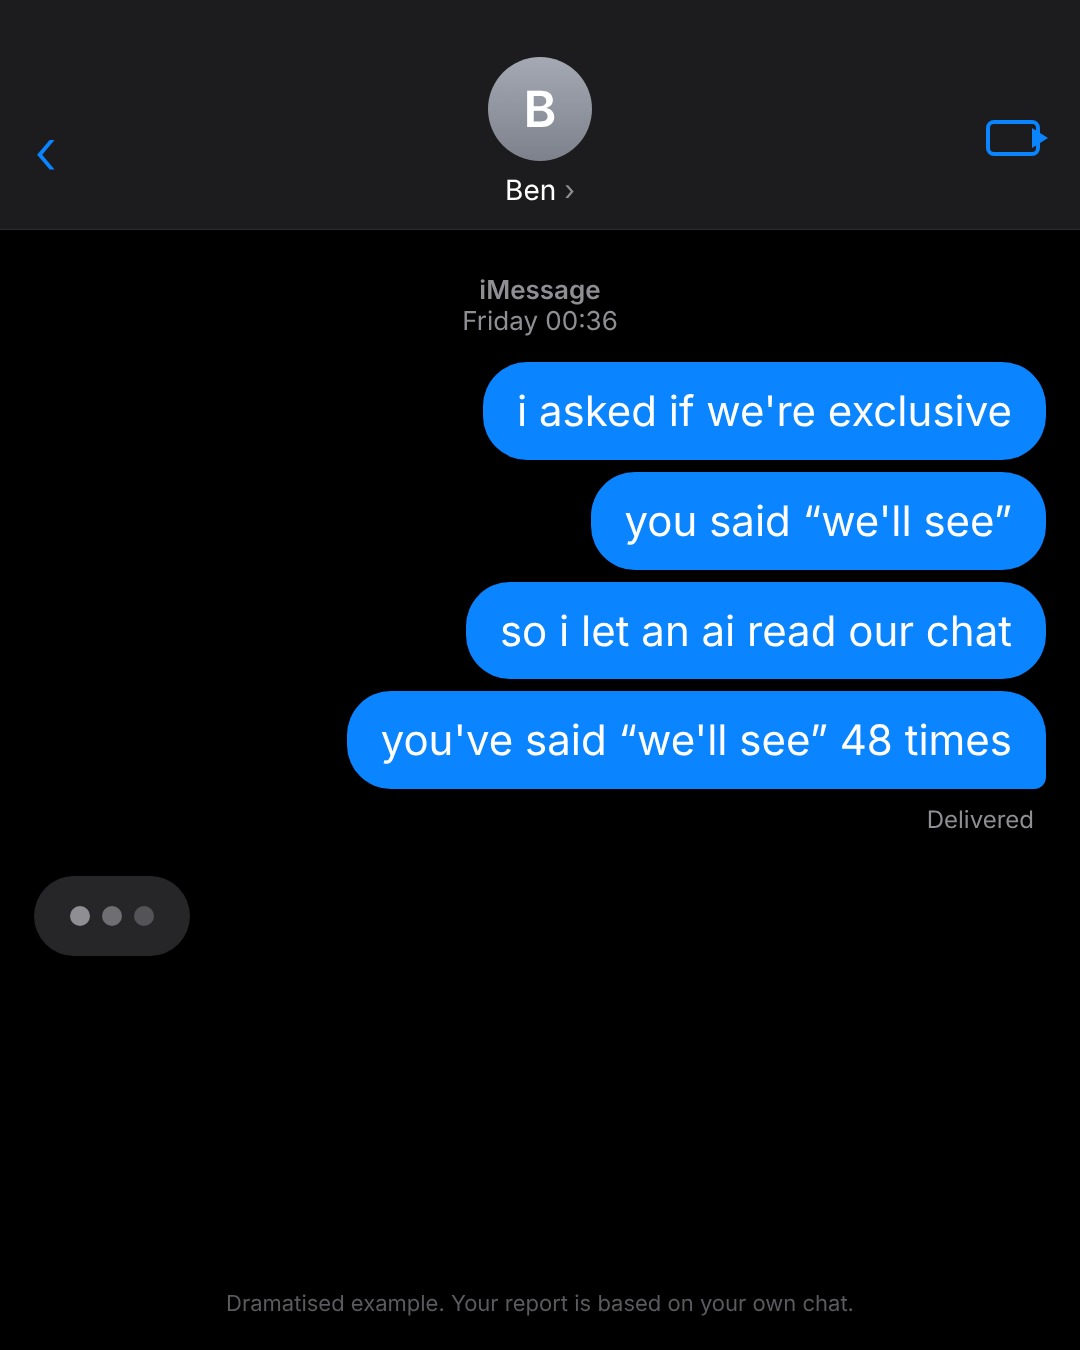 B
Ben ›
iMessage
Friday 00:36
i asked if we're exclusive
you said “we'll see”
so i let an ai read our chat
you've said “we'll see” 48 times
Delivered
Dramatised example. Your report is based on your own chat.